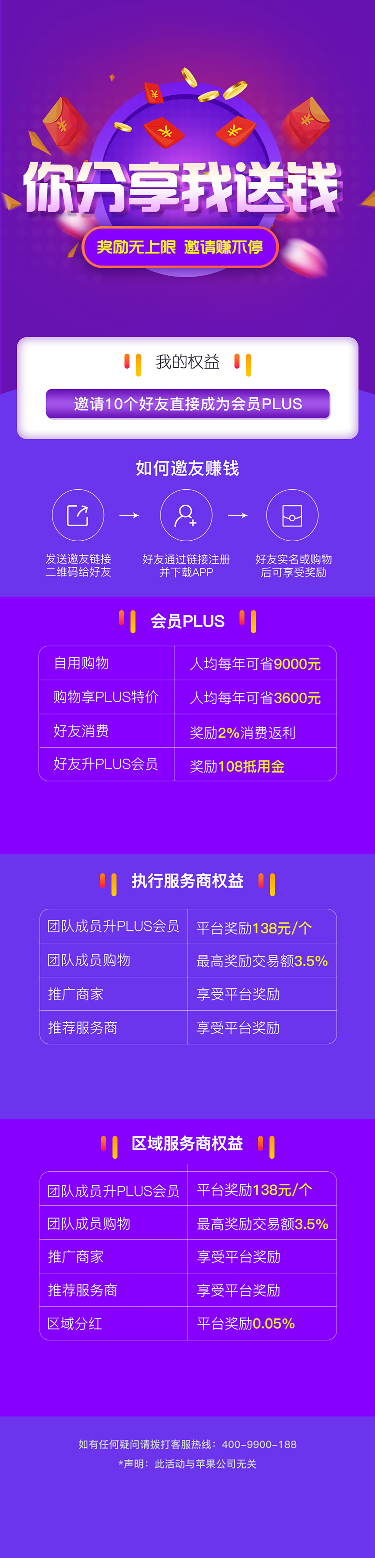 你分享我送钱
奖励无上限 邀请赚不停
我的权益
邀请10个好友直接成为会员PLUS
如何邀友赚钱
发送邀友链接
二维码给好友
好友通过链接注册
并下载APP
好友实名或购物
后可享受奖励
会员PLUS
自用购物 人均每年可省9000元
购物享PLUS特价 人均每年可省3600元
好友消费 奖励2%消费返利
好友升PLUS会员 奖励108抵用金
执行服务商权益
团队成员升PLUS会员 平台奖励138元/个
团队成员购物 最高奖励交易额3.5%
推广商家 享受平台奖励
推荐服务商 享受平台奖励
区域服务商权益
团队成员升PLUS会员 平台奖励138元/个
团队成员购物 最高奖励交易额3.5%
推广商家 享受平台奖励
推荐服务商 享受平台奖励
区域分红 平台奖励0.05%
如有任何疑问请拨打客服热线：400-9900-188
*声明：此活动与苹果公司无关